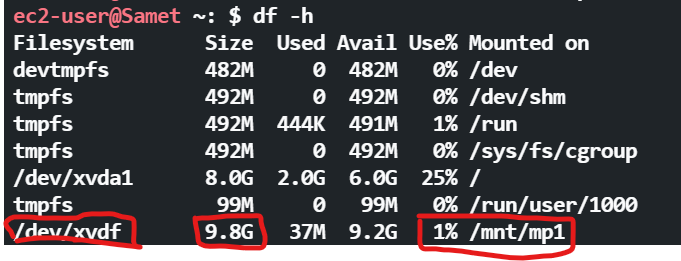 ec2-user@Samet ~: $ df -h
Filesystem Size Used Avail Use% Mounted on
devtmpfs 482M 0 482M 0% /dev
tmpfs 492M 0 492M 0% /dev/shm
tmpfs 492M 444K 491M 1% /run
tmpfs 492M 0 492M 0% /sys/fs/cgroup
/dev/xvda1 8.0G 2.0G 6.0G 25% /
tmpfs 99M 0 99M 0% /run/user/1000
/dev/xvdf 9.8G 37M 9.2G 1% /mnt/mp1